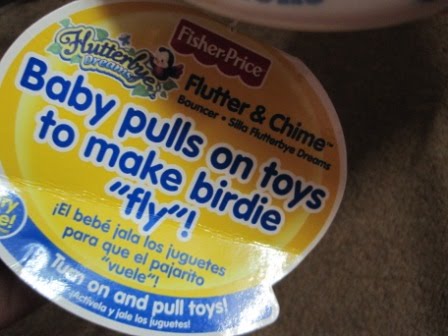 Flutterbye
Dreams
Fisher-Price
Flutter & Chime™
Bouncer • Silla Flutterbye Dreams
Baby pulls on toys
to make birdie
"fly"!
¡El bebé jala los juguetes
para que el pajarito
"vuele"!
Turn on and pull toys!
¡Actívela y jale los juguetes!